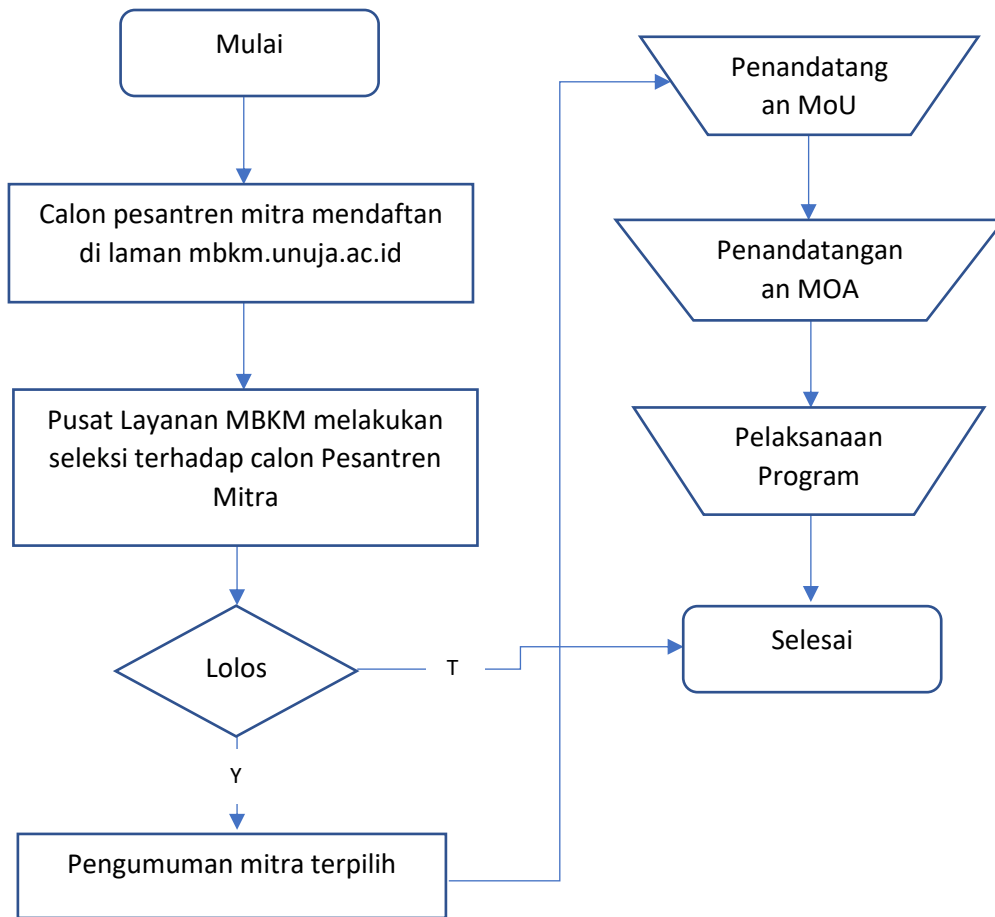 Mulai
Calon pesantren mitra mendaftan
di laman mbkm.unuja.ac.id
Pusat Layanan MBKM melakukan
seleksi terhadap calon Pesantren
Mitra
Lolos
T
Y
Pengumuman mitra terpilih
Penandatang
an MoU
Penandatangan
an MOA
Pelaksanaan
Program
Selesai